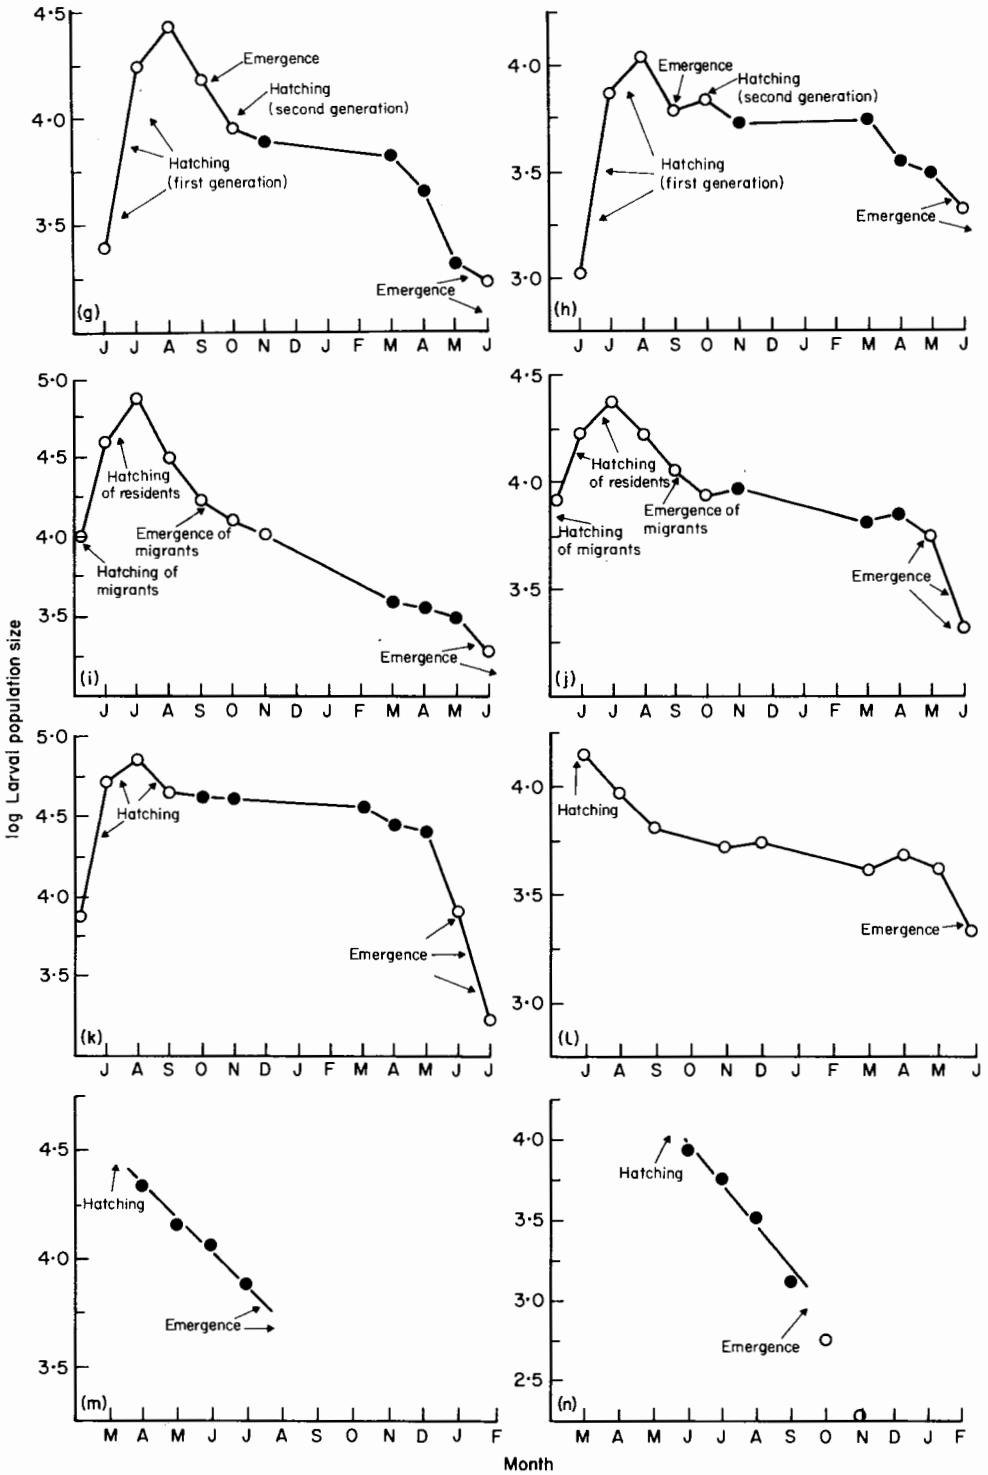 4·5
4·0
3·5
Emergence
Hatching
(second generation)
Hatching
(first generation)
Emergence
(g)
J J A S O N D J F M A M J
4·0
3·5
3·0
Emergence
Hatching
(second generation)
Hatching
(first generation)
Emergence
(h)
J J A S O N D J F M A M J
log Larval population size
5·0
4·5
4·0
3·5
Hatching
of residents
Emergence of
migrants
Hatching of
migrants
Emergence
(i)
J J A S O N D J F M A M J
4·5
4·0
3·5
Hatching
of residents
Emergence of
migrants
Hatching
of migrants
Emergence
(j)
J J A S O N D J F M A M J
5·0
4·5
4·0
3·5
Hatching
Emergence
(k)
J A S O N D J F M A M J J
4·0
3·5
3·0
Hatching
Emergence
(l)
J A S O N D J F M A M J
4·5
4·0
3·5
Hatching
Emergence
(m)
M A M J J A S O N D J F
4·0
3·5
3·0
2·5
Hatching
Emergence
(n)
M A M J J A S O N D J F
Month